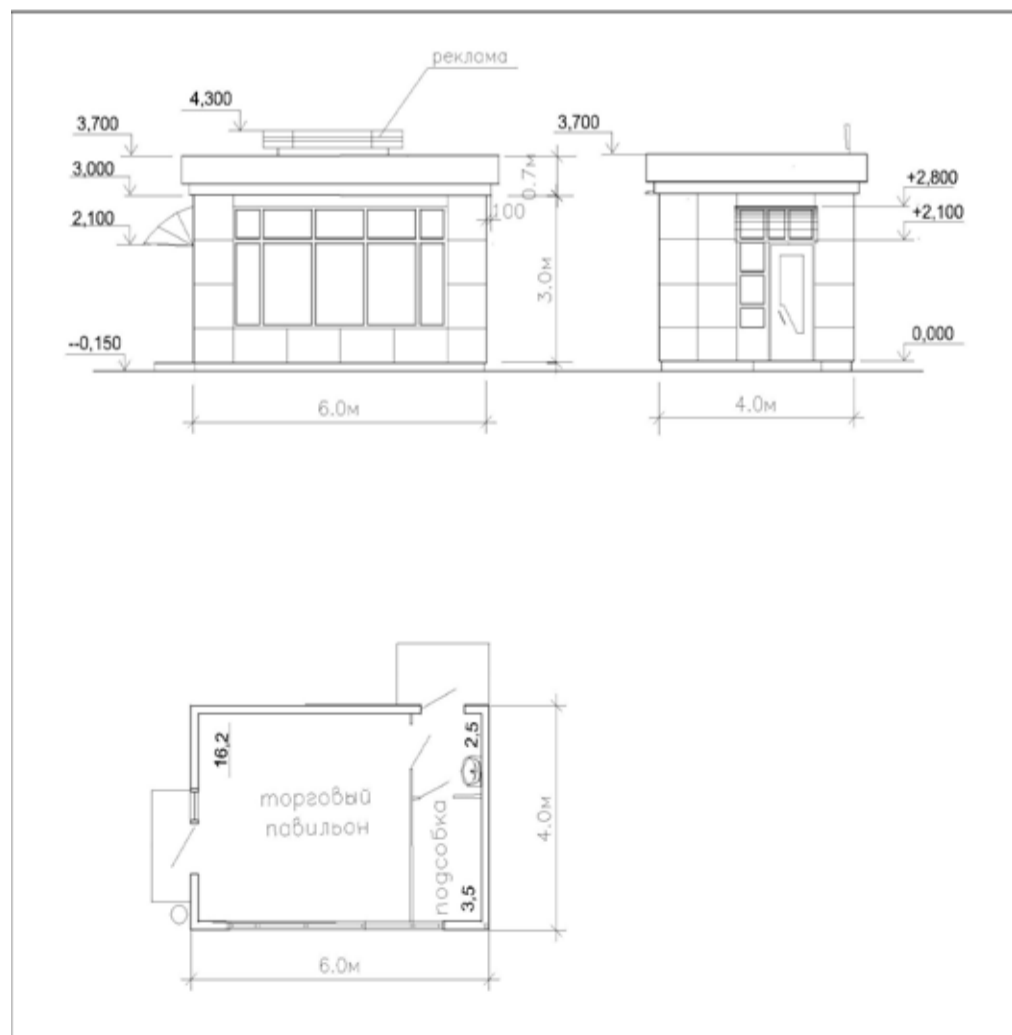 реклама
4,300
3,700
3,000
2,100
--0,150
0.7м
100
3.0м
6.0м
3,700
+2,800
+2,100
0,000
4.0м
16,2
торговый
павильон
2,5
подсобка
3,5
4.0м
6.0м